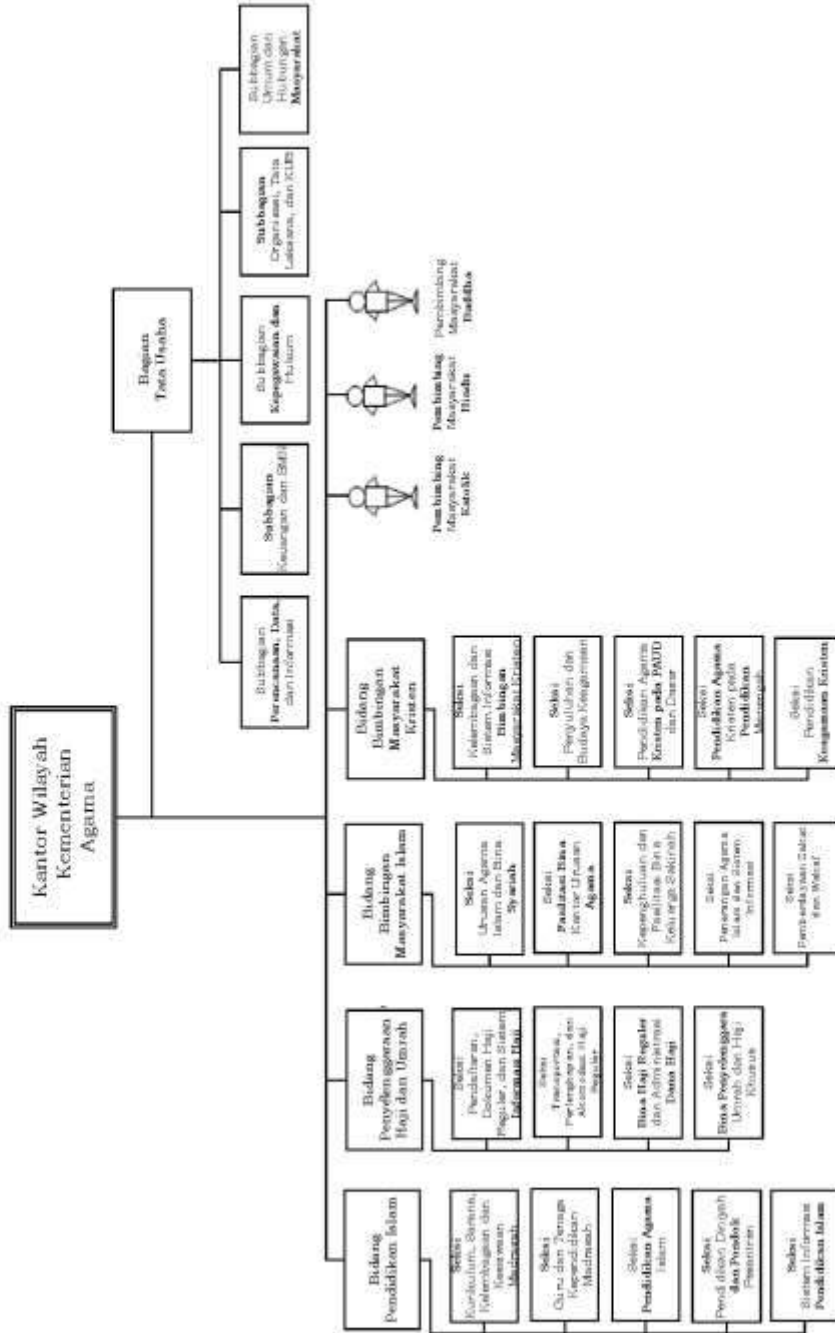 Kantor Wilayah
Kementerian
Agama
Bagian
Tata Usaha
Subbagian
Perencanaan, Data,
dan Informasi
Subbagian
Keuangan dan BMN
Subbagian
Kepegawaian dan
Hukum
Subbagian
Organisasi, Tata
Laksana, dan KUB
Subbagian
Umum dan
Hubungan
Masyarakat
Bidang
Pendidikan Islam
Seksi
Kurikulum, Sarana,
Kelembagaan dan
Kesiswaan
Madrasah
Seksi
Guru dan Tenaga
Kependidikan
Madrasah
Seksi
Pendidikan Agama
Islam
Seksi
Pendidikan Diniyah
dan Pondok
Pesantren
Seksi
Sistem Informasi
Pendidikan Islam
Bidang
Penyelenggaraan
Haji dan Umrah
Seksi
Pendaftaran,
Dokumen Haji
Reguler, dan Sistem
Informasi Haji
Seksi
Transportasi,
Perlengkapan, dan
Akomodasi Haji
Reguler
Seksi
Bina Haji Reguler
dan Administrasi
Dana Haji
Seksi
Bina Penyelenggara
Umrah dan Haji
Khusus
Bidang
Bimbingan
Masyarakat Islam
Seksi
Urusan Agama
Islam dan Bina
Syariah
Seksi
Fasilitasi Bina
Kantor Urusan
Agama
Seksi
Kepenghuluan dan
Fasilitas Bina
Keluarga Sakinah
Seksi
Penerangan Agama
Islam dan Sistem
Informasi
Seksi
Pemberdayaan Zakat
dan Wakaf
Bidang
Bimbingan
Masyarakat
Kristen
Seksi
Kelembagaan dan
Sistem Informasi
Bimbingan
Masyarakat Kristen
Seksi
Penyuluhan dan
Budaya Keagamaan
Seksi
Pendidikan Agama
Kristen pada PAUD
dan Dasar
Seksi
Pendidikan Agama
Kristen pada
Pendidikan
Menengah
Seksi
Pendidikan
Keagamaan Kristen
Pembimbing
Masyarakat
Katolik
Pembimbing
Masyarakat
Hindu
Pembimbing
Masyarakat
Buddha